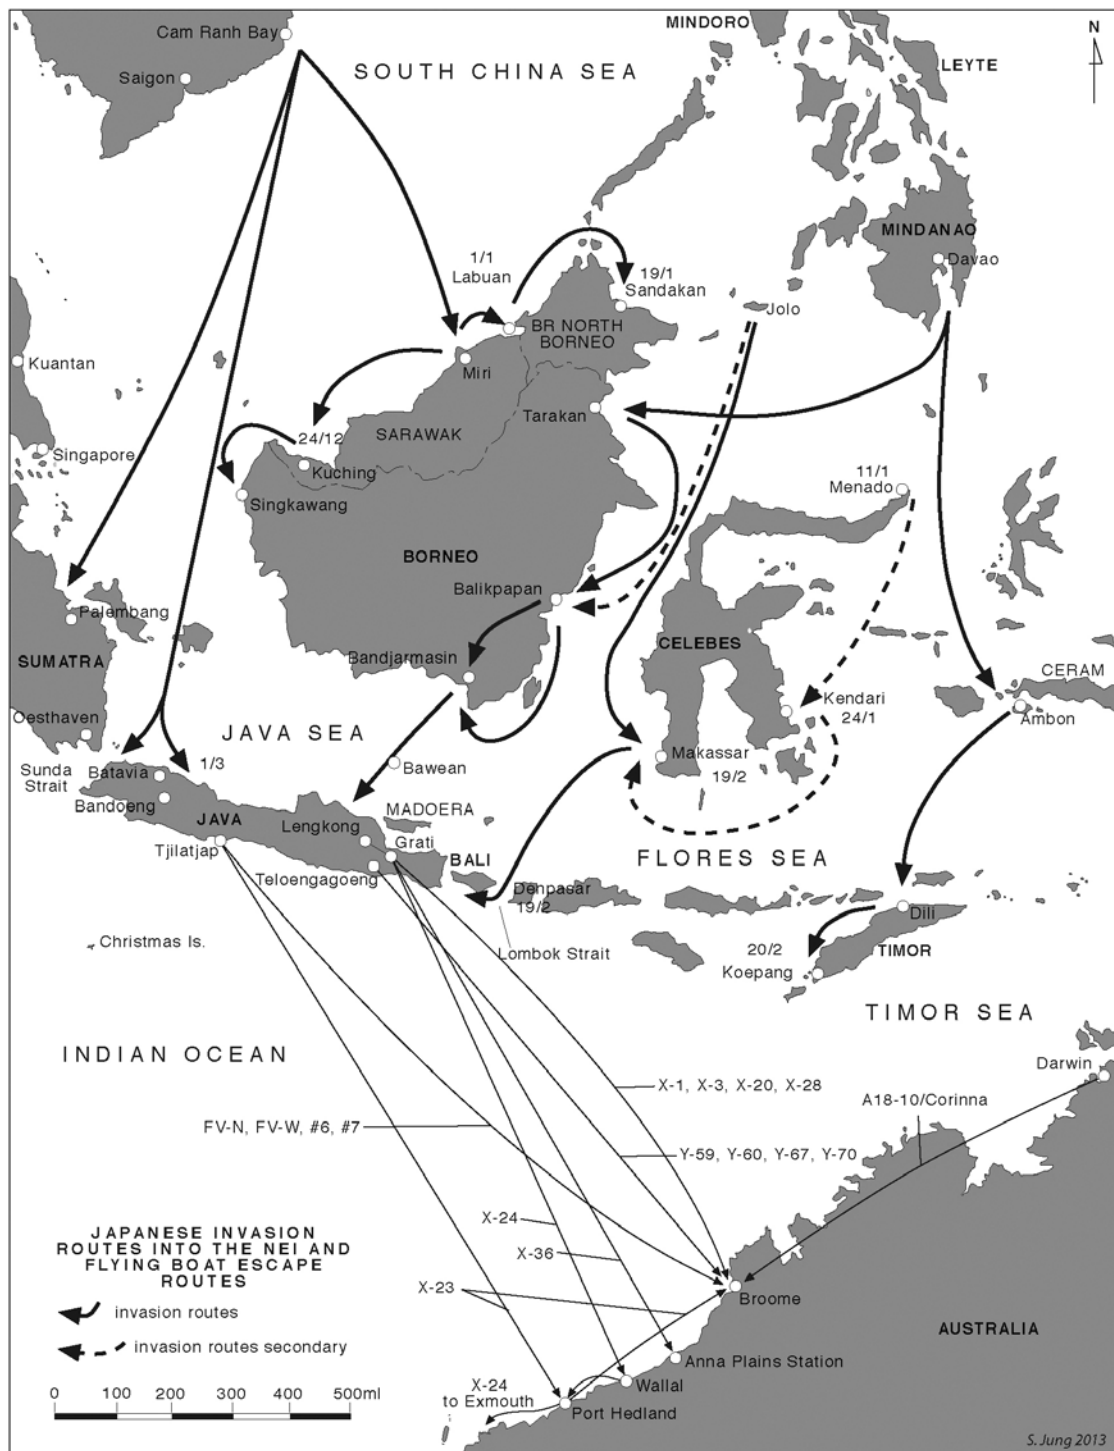 MINDORO
N
Cam Ranh Bay
SOUTH CHINA SEA
LEYTE
Saigon
MINDANAO
1/1
Labuan
19/1
Sandakan
Davao
Jolo
BR NORTH
BORNEO
Kuantan
Miri
Tarakan
SARAWAK
24/12
Singapore
Kuching
11/1
Menado
Singkawang
BORNEO
Balikpapan
Palembang
CELEBES
SUMATRA
Bandjarmasin
CERAM
Kendari
24/1
Ambon
Oesthaven
JAVA SEA
Makassar
19/2
Sunda
Strait
Batavia
1/3
Bawean
Bandoeng
MADOERA
JAVA
Lengkong
Grati
Tjilatjap
BALI
FLORES SEA
Teloengagoeng
Denpasar
19/2
Dili
Christmas Is.
Lombok Strait
20/2
TIMOR
Koepang
TIMOR SEA
INDIAN OCEAN
Darwin
X-1, X-3, X-20, X-28
A18-10/Corinna
FV-N, FV-W, #6, #7
Y-59, Y-60, Y-67, Y-70
X-24
JAPANESE INVASION
ROUTES INTO THE NEI AND
FLYING BOAT ESCAPE
ROUTES
X-36
X-23
Broome
invasion routes
AUSTRALIA
invasion routes secondary
Anna Plains Station
Wallal
X-24
to Exmouth
0 100 200 300 400 500ml
Port Hedland
S. Jung 2013